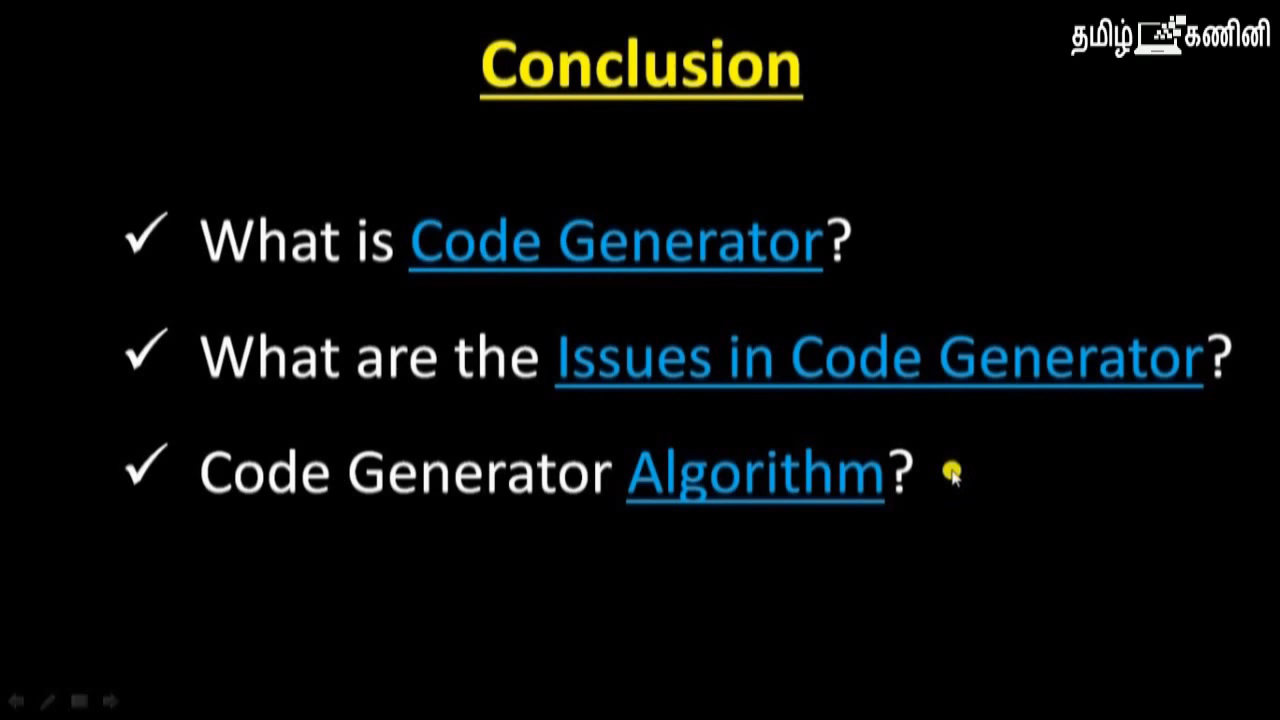 தமிழ் கணினி
Conclusion
✓ What is Code Generator?
✓ What are the Issues in Code Generator?
✓ Code Generator Algorithm?